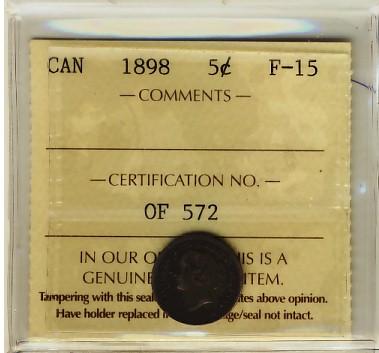 CAN 1898 5¢ F-15
— COMMENTS —
— CERTIFICATION NO. —
OF 572
IN OUR O IS IS A
GENUINE ITEM.
Tampering with this seal tes above opinion.
Have holder replaced ge/seal not intact.